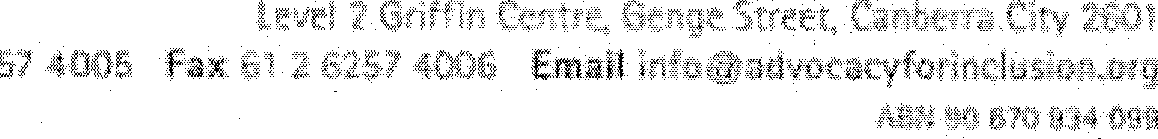 Level 2 Griffin Centre, Genge Street, Canberra City 2601
57 4005 Fax 61 2 6257 4006 Email info@advocacyforinclusion.org
ABN 90 670 934 099